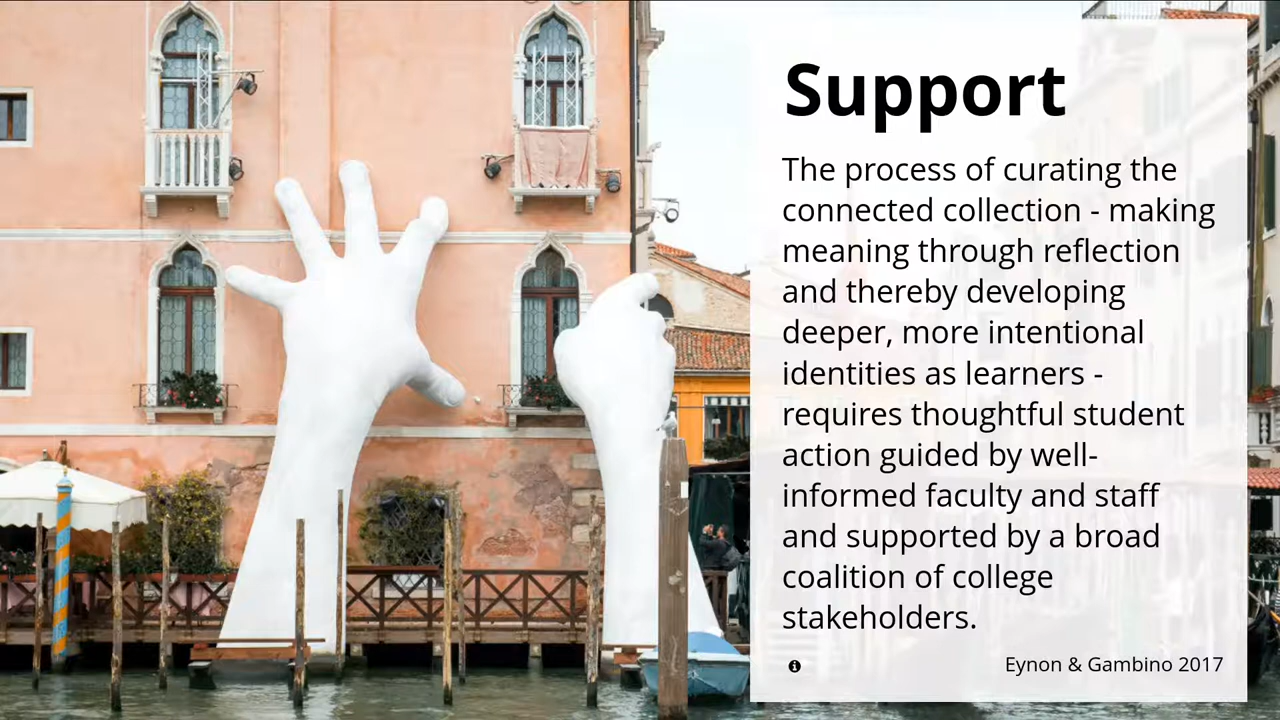 Support
The process of curating the
connected collection - making
meaning through reflection
and thereby developing
deeper, more intentional
identities as learners -
requires thoughtful student
action guided by well-
informed faculty and staff
and supported by a broad
coalition of college
stakeholders.
Eynon & Gambino 2017